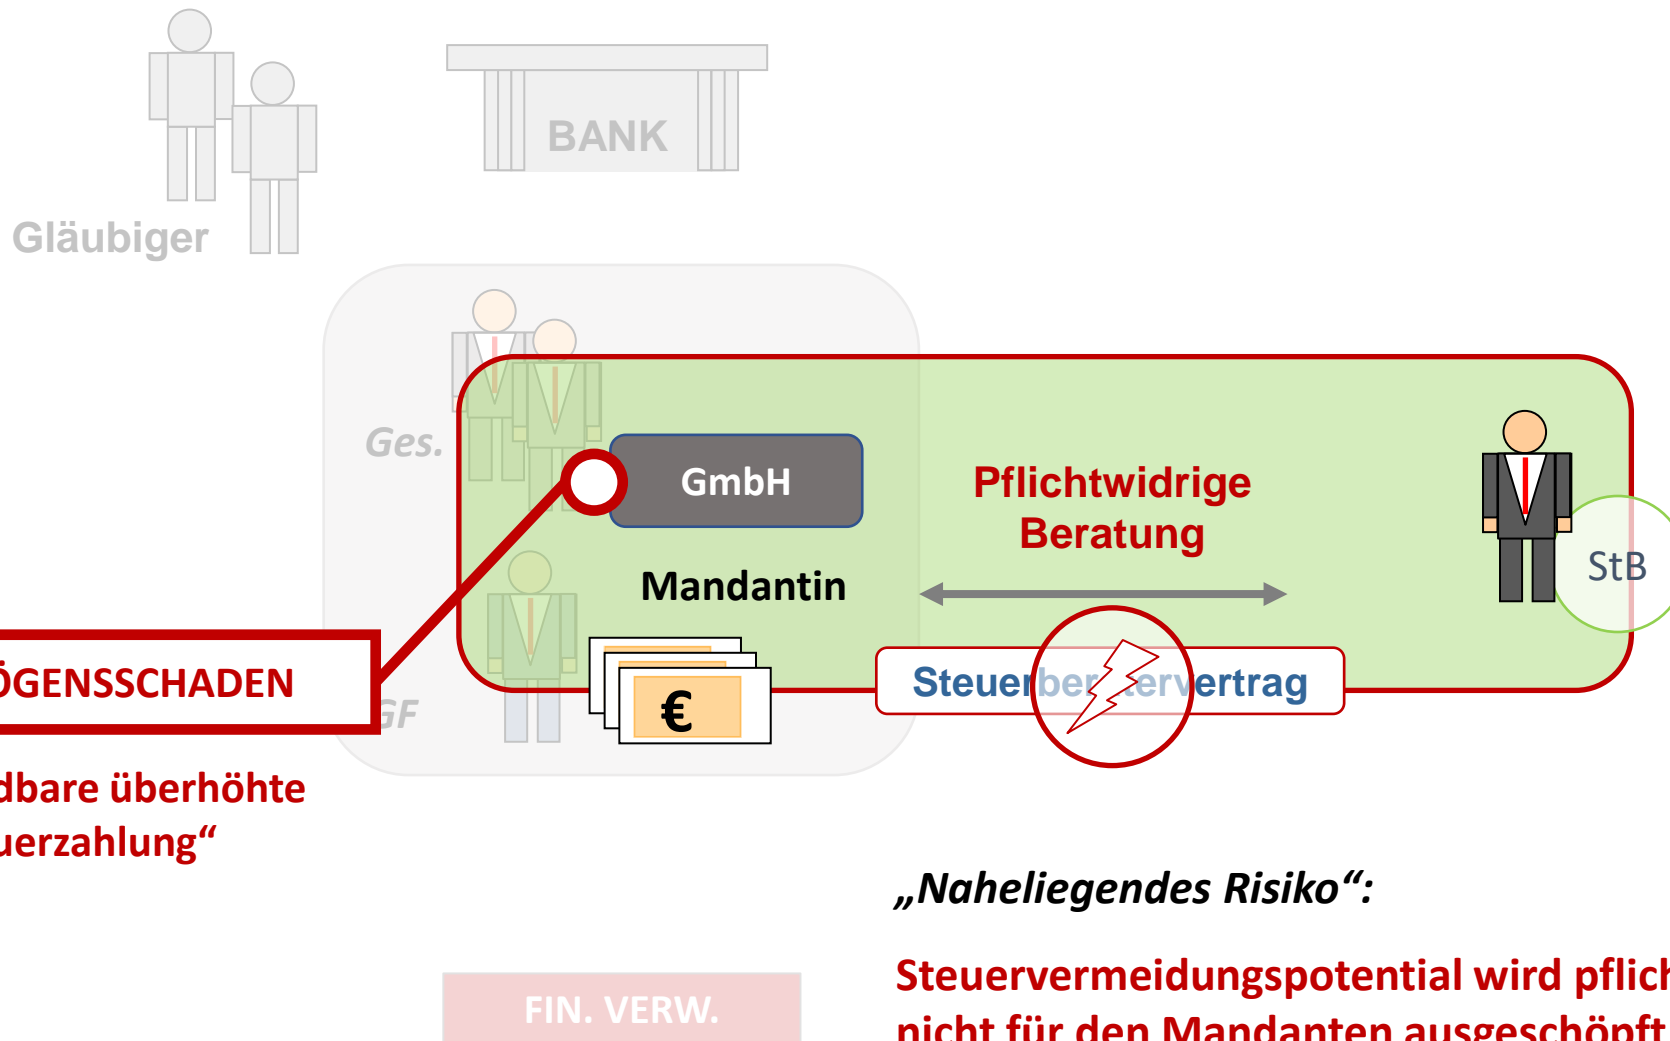 BANK
Gläubiger
Ges.
GmbH
Pflichtwidrige
Beratung
StB
Mandantin
ÖGENSSCHADEN
Steuerberatervertrag
GF
€
dbare überhöhte
uerzahlung“
„Naheliegendes Risiko“:
Steuervermeidungspotential wird pflich
nicht für den Mandanten ausgeschöpft
FIN. VERW.